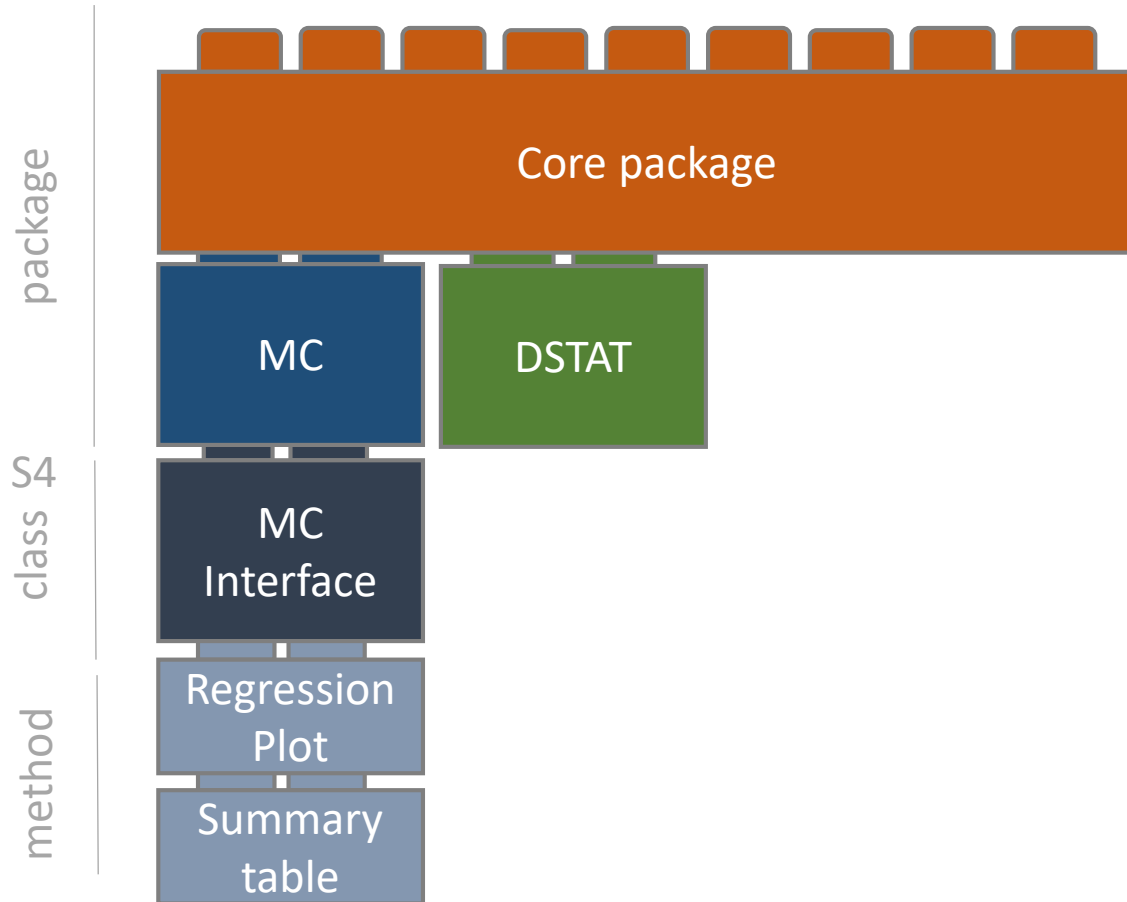 package
Core package
MC
DSTAT
S4
class
MC
Interface
method
Regression
Plot
Summary
table